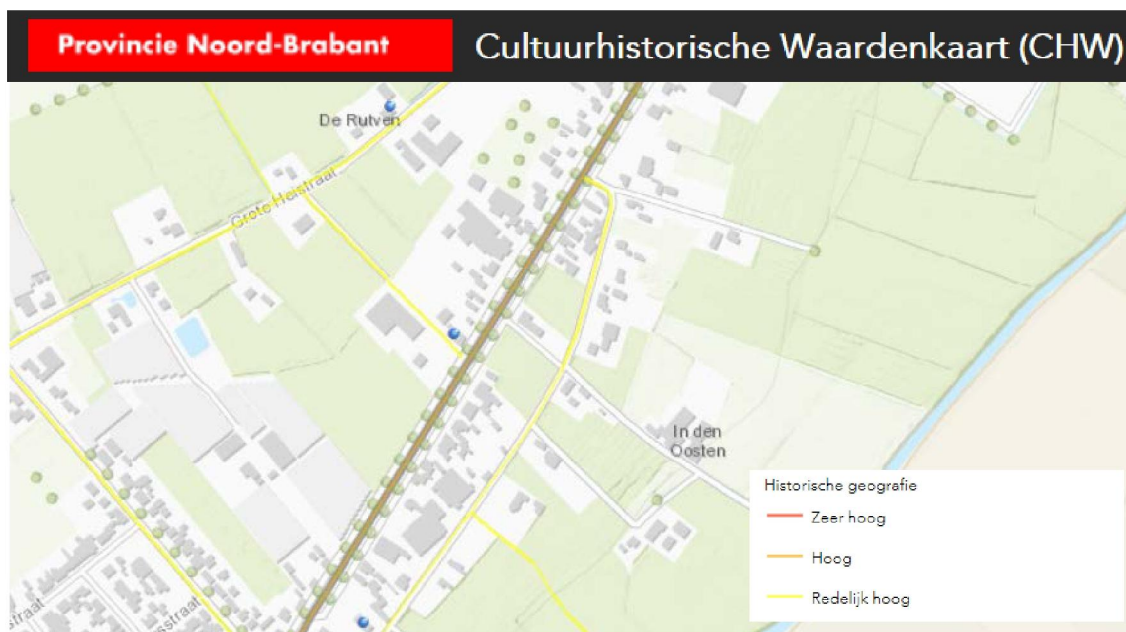 Provincie Noord-Brabant
Cultuurhistorische Waardenkaart (CHW)
De Rutven
Grote Heistraat
In den
Oosten
Historische geografie
Zeer hoog
Hoog
Redelijk hoog